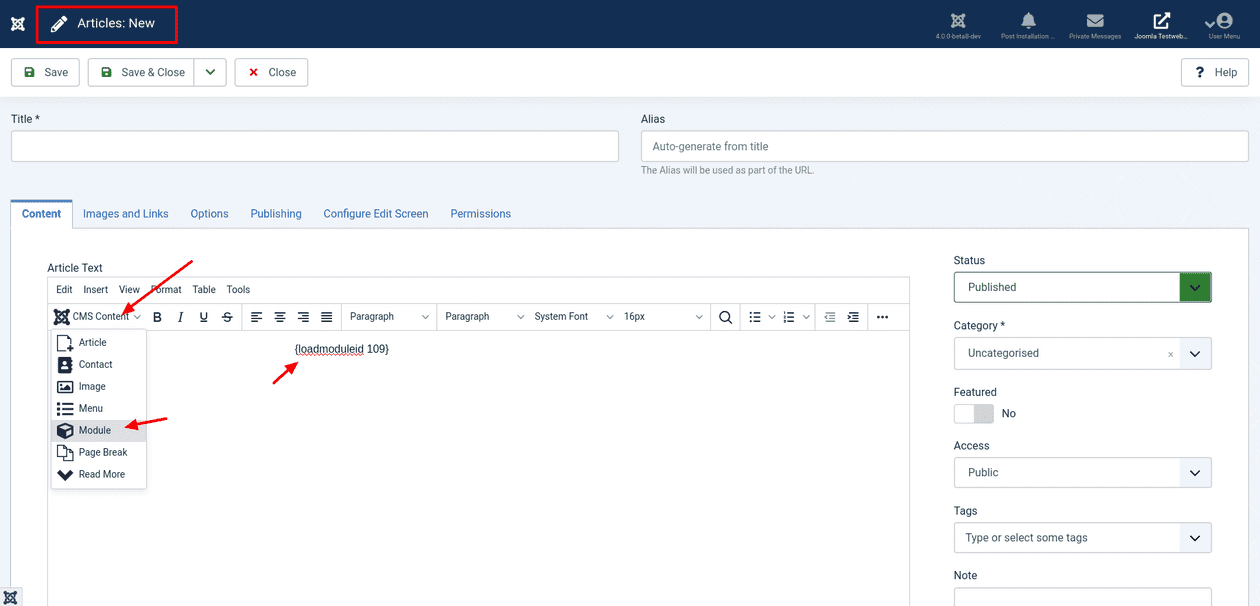 Articles: New
4.0.0-beta8-dev
Post Installation ...
Private Messages
Joomla Testweb...
User Menu
Save
Save & Close
Close
? Help
Title *
Alias
Auto-generate from title
The Alias will be used as part of the URL.
Content
Images and Links
Options
Publishing
Configure Edit Screen
Permissions
Article Text
Edit Insert View Format Table Tools
CMS Content B I U S Paragraph Paragraph System Font 16px
Article
Contact
Image
Menu
Module
Page Break
Read More
{loadmoduleid 109}
Status
Published
Category *
Uncategorised
Featured
No
Access
Public
Tags
Type or select some tags
Note